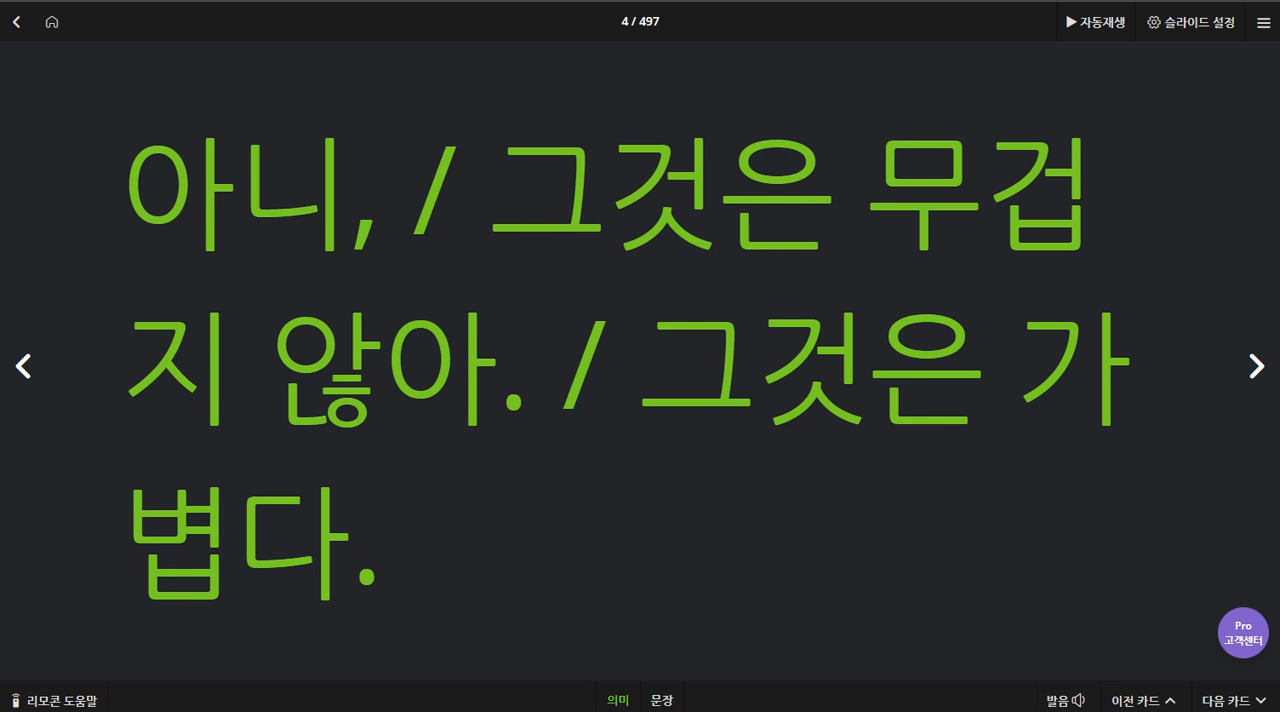 4 / 497
자동재생
슬라이드 설정
아니, / 그것은 무겁
지 않아. / 그것은 가
볍다.
Pro
고객센터
리모콘 도움말
의미
문장
발음
이전 카드
다음 카드